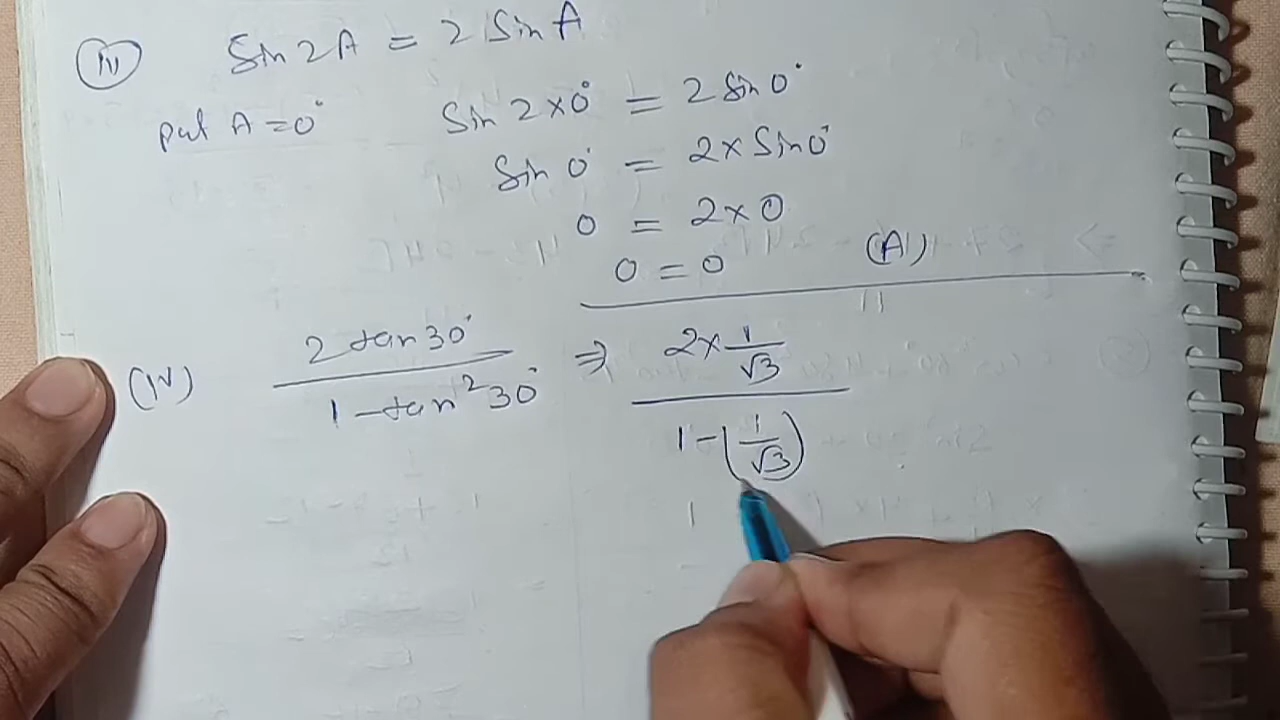 (iii) Sin 2A = 2 Sin A
put A = 0° Sin 2×0° = 2 Sin 0°
Sin 0° = 2× Sin 0°
0 = 2×0
0 = 0 (A)
(iv) 2 tan 30° / 1 - tan² 30° ⇒ 2× 1/√3 / 1 - (1/√3)